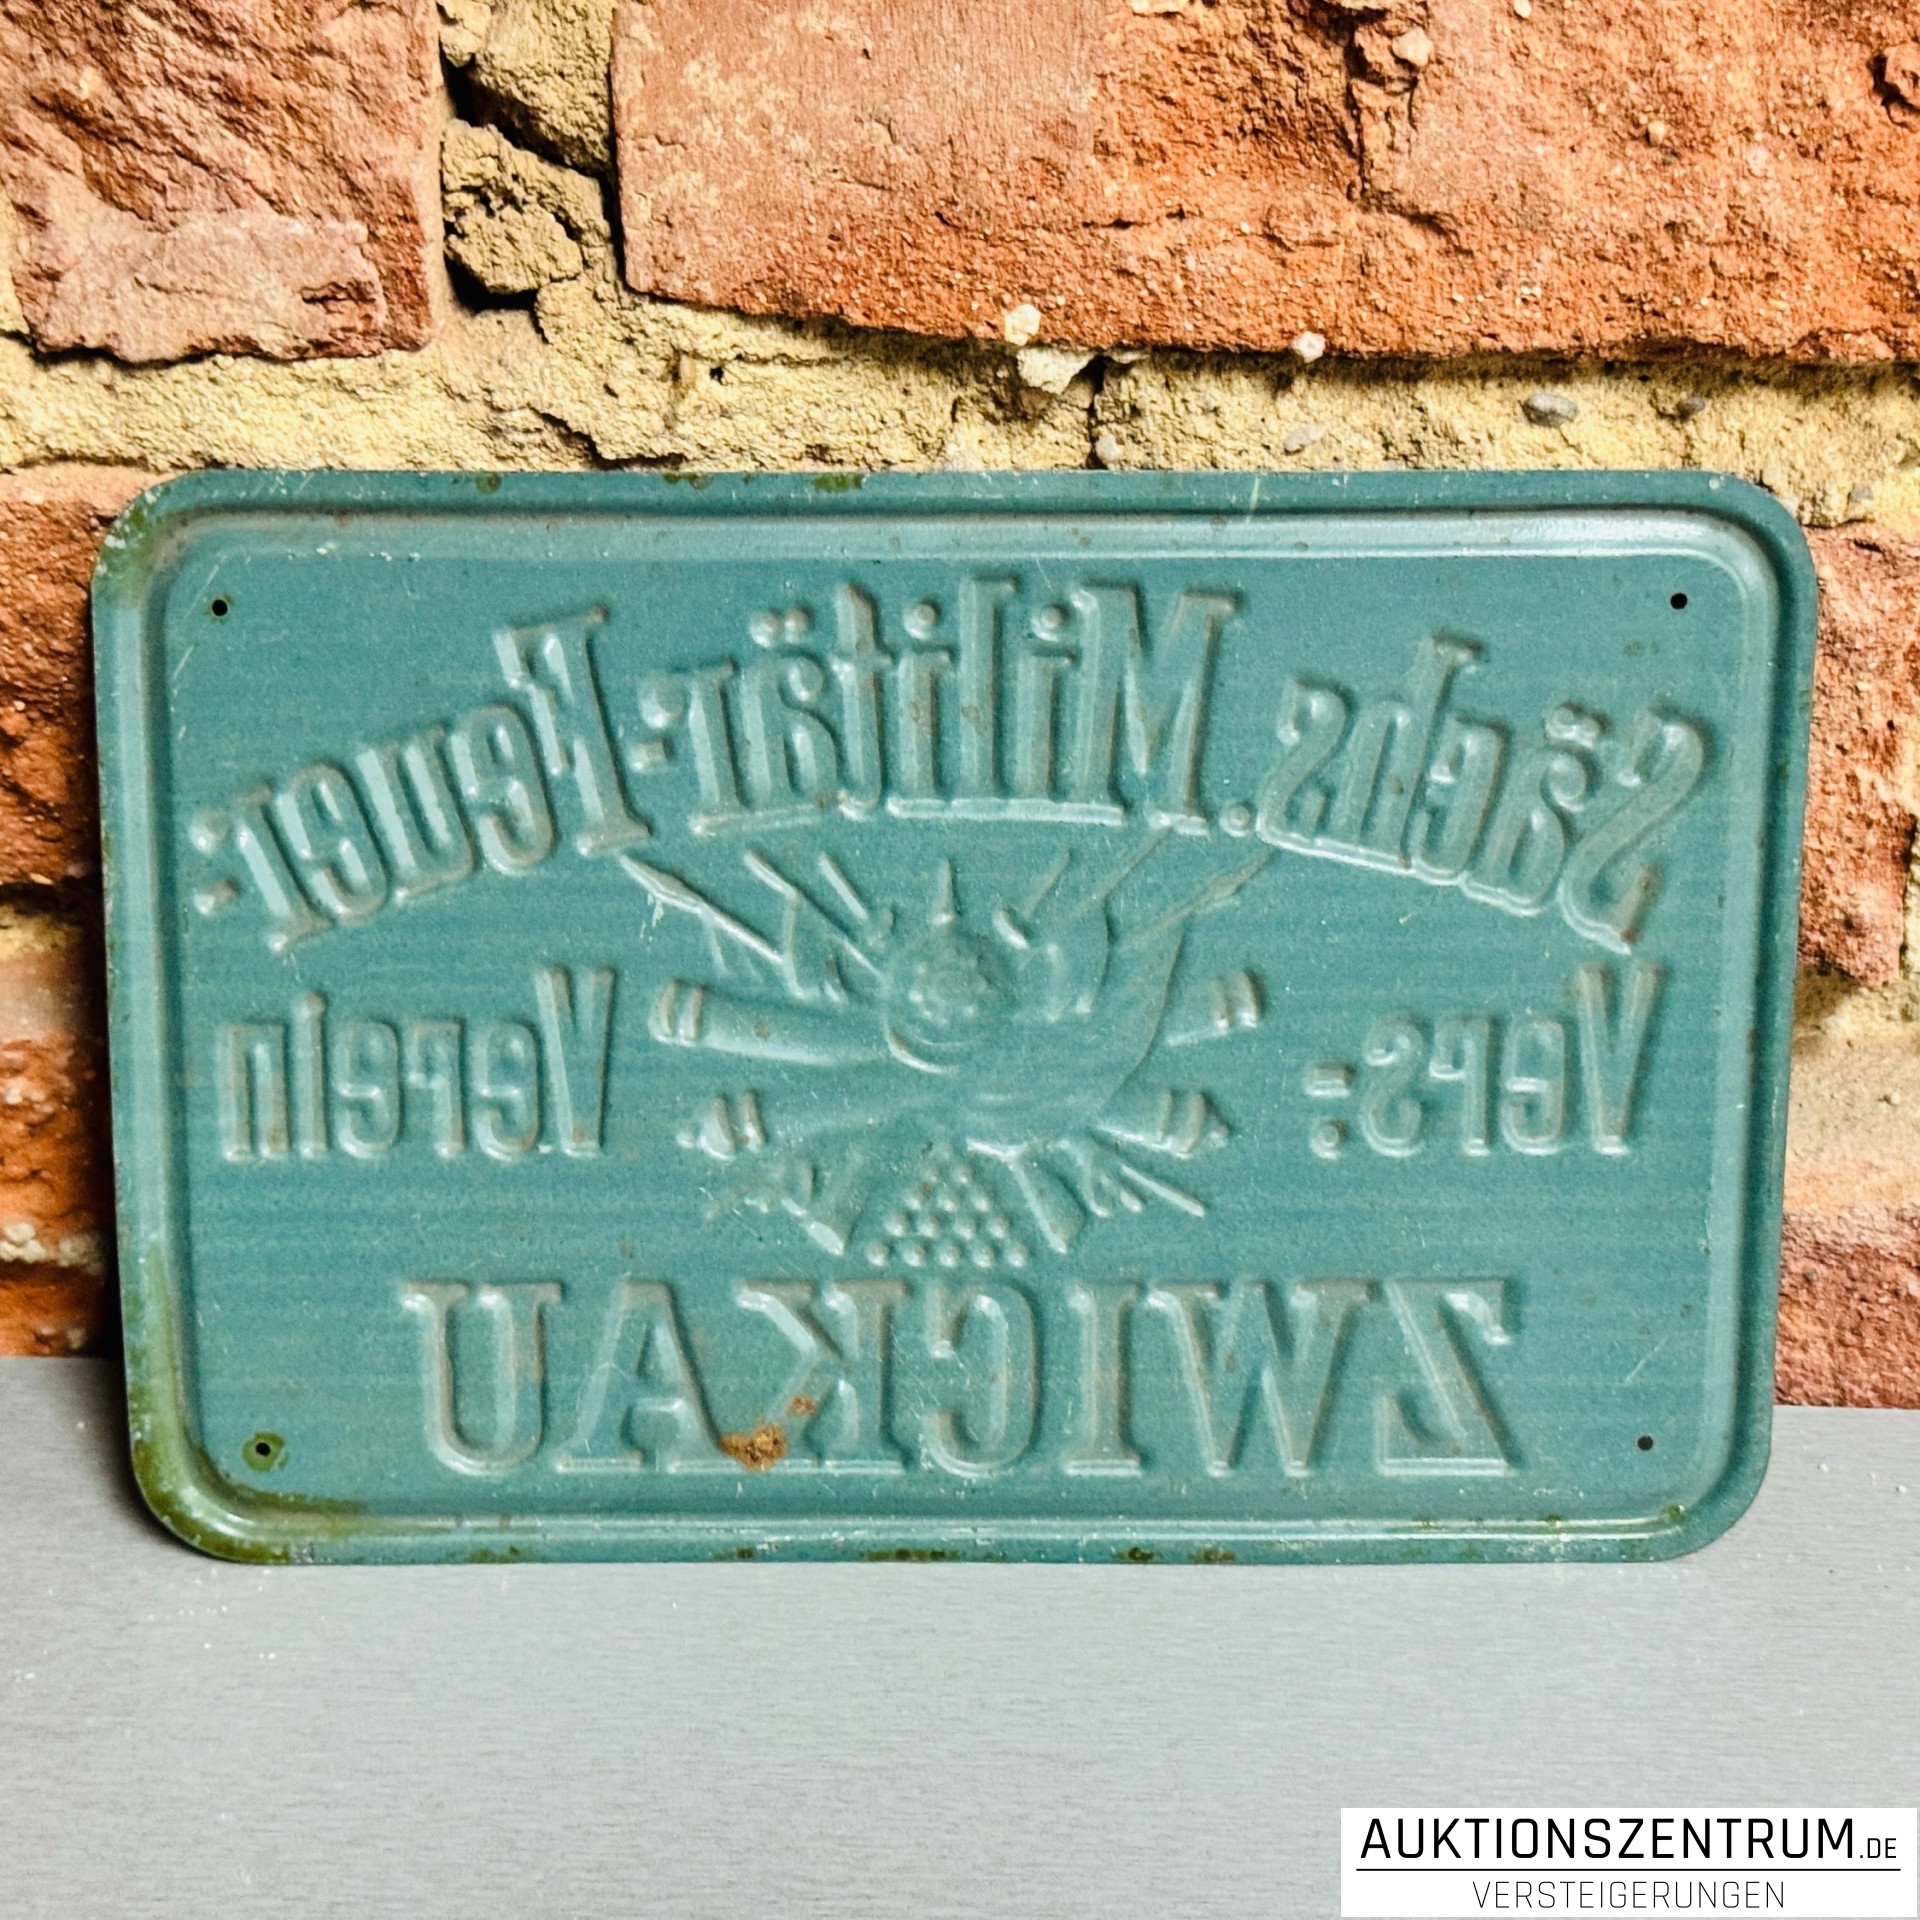 Sächs. Militär-Feuer-
Vers: Verein
ZWICKAU
AUKTIONSZENTRUM.DE
VERSTEIGERUNGEN